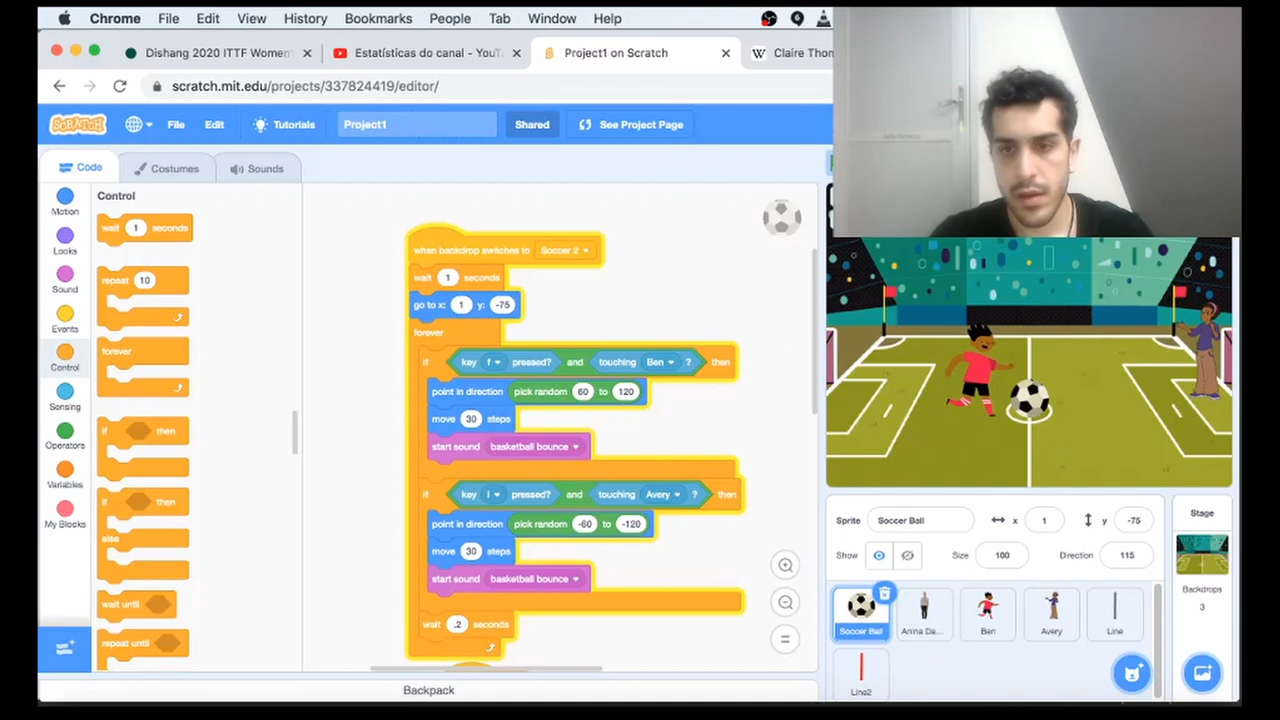 Chrome File Edit View History Bookmarks People Tab Window Help
Dishang 2020 ITTF Women'
Estatísticas do canal - YouTu
Project1 on Scratch
Claire Thon
scratch.mit.edu/projects/337824419/editor/
SCRATCH File Edit Tutorials Project1 Shared See Project Page
Code Costumes Sounds
Motion
Looks
Sound
Events
Control
Sensing
Operators
Variables
My Blocks
Control
wait 1 seconds
repeat 10
forever
if then
if then
else
wait until
repeat until
when backdrop switches to Soccer 2
wait 1 seconds
go to x: 1 y: -75
forever
if key f pressed? and touching Ben ? then
point in direction pick random 60 to 120
move 30 steps
start sound basketball bounce
if key l pressed? and touching Avery ? then
point in direction pick random -60 to -120
move 30 steps
start sound basketball bounce
wait .2 seconds
Backpack
Sprite Soccer Ball x 1 y -75
Show Size 100 Direction 115
Soccer Ball
Anina Da...
Ben
Avery
Line
Line2
Stage
Backdrops
3